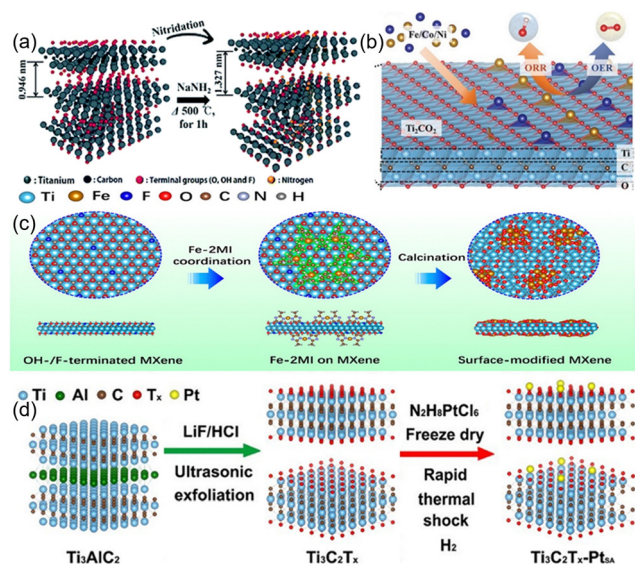 (a)
Nitridation
0.946 nm
NaNH₂
Δ 500 ℃,
for 1h
1.327 nm
: Titanium : Carbon : Terminal groups (O, OH and F) : Nitrogen
Ti Fe F O C N H
(b)
Fe/Co/Ni
ORR
OER
Ti₂CO₂
Ti
C
O
(c)
Fe-2MI
coordination
Calcination
OH-/F-terminated MXene
Fe-2MI on MXene
Surface-modified MXene
(d)
Ti Al C Tₓ Pt
LiF/HCl
Ultrasonic
exfoliation
N₂H₈PtCl₆
Freeze dry
Rapid
thermal
shock
H₂
Ti₃AlC₂
Ti₃C₂Tₓ
Ti₃C₂Tₓ-PtSA